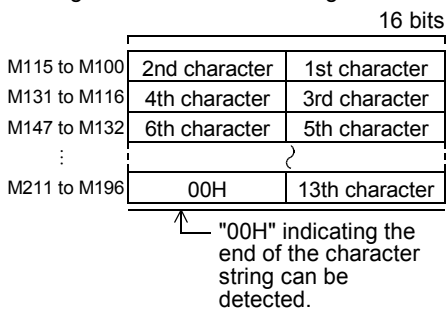 16 bits
M115 to M100 2nd character 1st character
M131 to M116 4th character 3rd character
M147 to M132 6th character 5th character
⋮
M211 to M196 00H 13th character
"00H" indicating the
end of the character
string can be
detected.